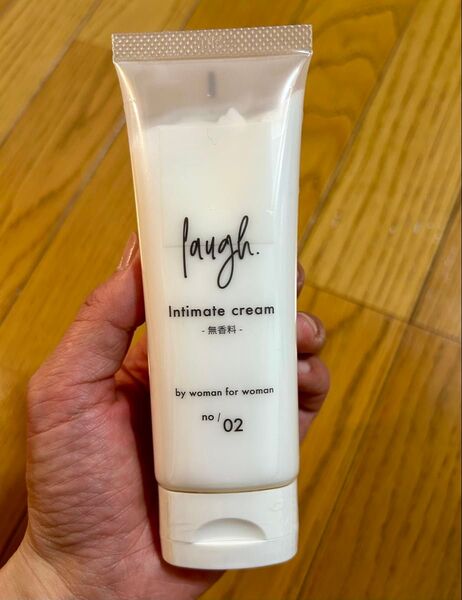 laugh.
Intimate cream
- 無香料 -
by woman for woman
no / 02